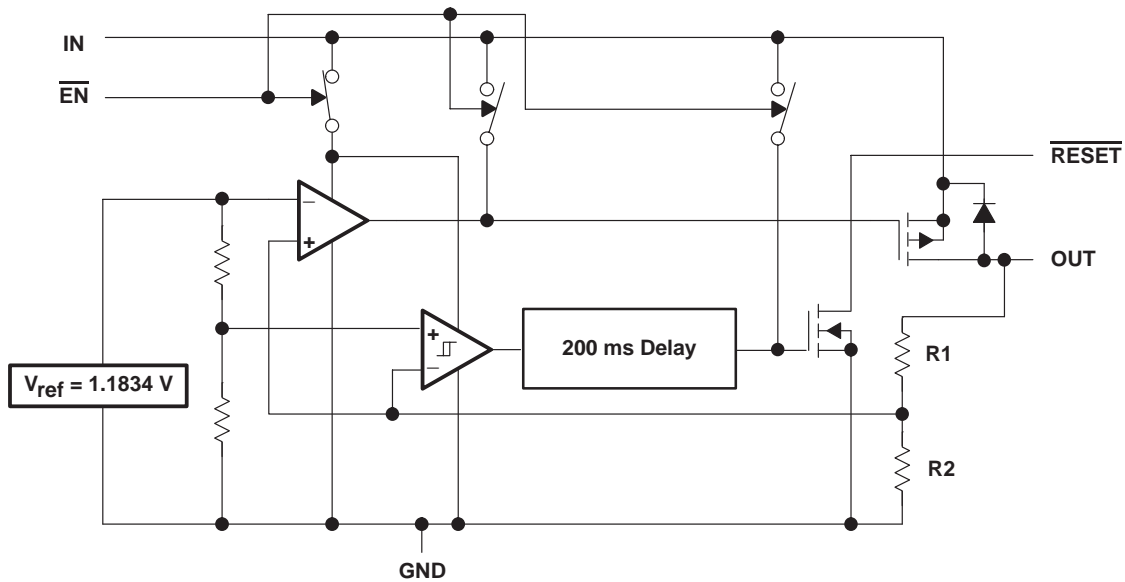 IN
EN
RESET
−
+
OUT
+
−
200 ms Delay
R1
Vref = 1.1834 V
R2
GND